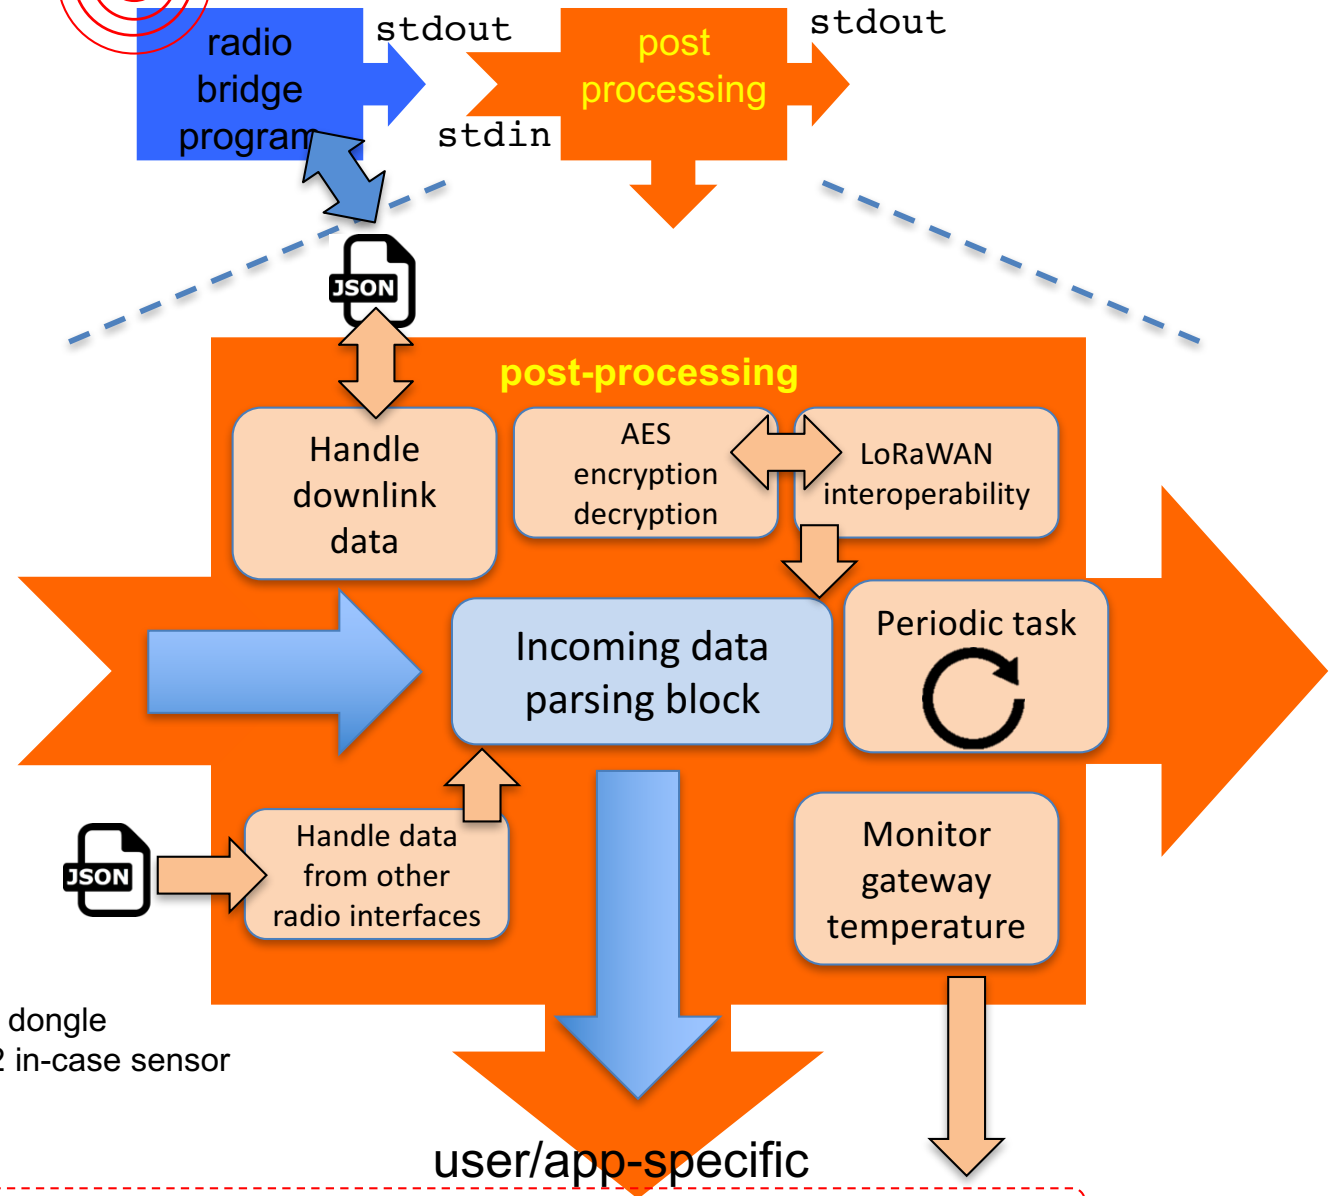 stdout
stdout
radio
bridge
program
post
processing
stdin
JSON
post-processing
Handle
downlink
data
AES
encryption
decryption
LoRaWAN
interoperability
Incoming data
parsing block
Periodic task
JSON
Handle data
from other
radio interfaces
Monitor
gateway
temperature
dongle
2 in-case sensor
user/app-specific